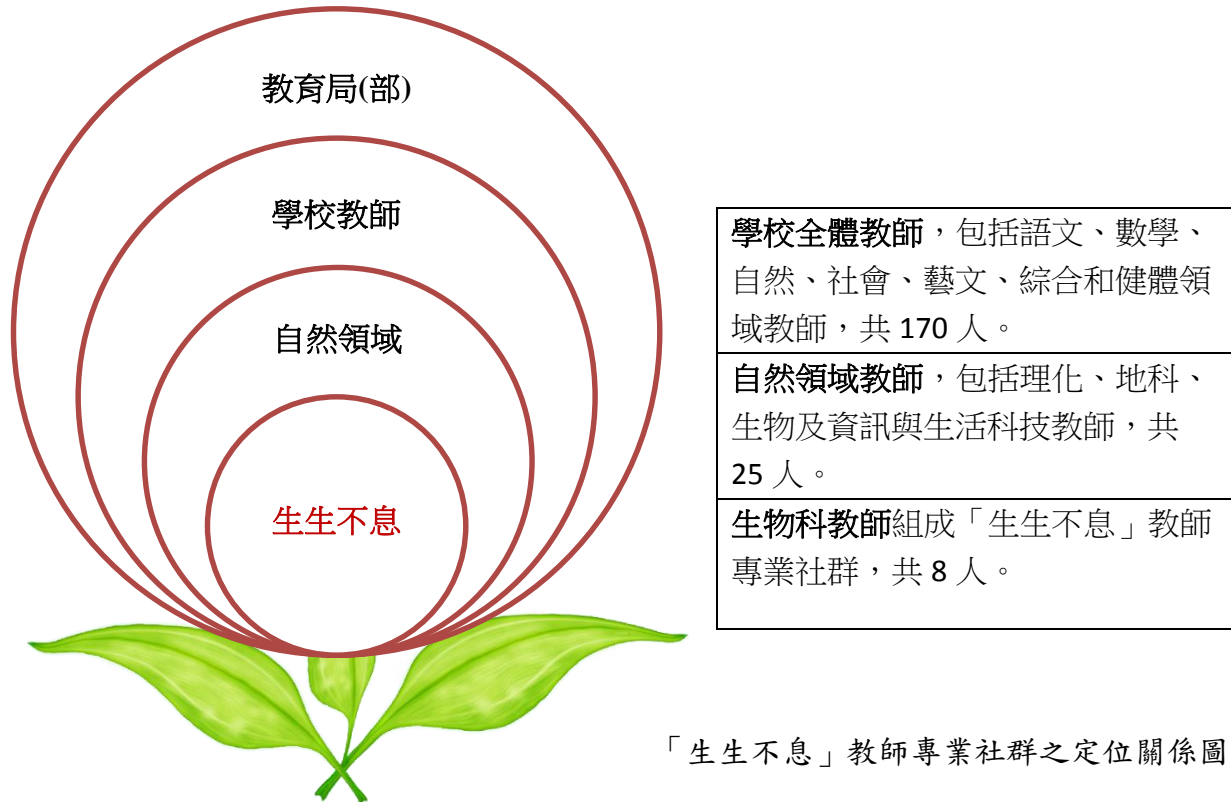 教育局(部)
學校教師
自然領域
生生不息
學校全體教師，包括語文、數學、
自然、社會、藝文、綜合和健體領
域教師，共 170 人。
自然領域教師，包括理化、地科、
生物及資訊與生活科技教師，共
25 人。
生物科教師組成「生生不息」教師
專業社群，共 8 人。
「生生不息」教師專業社群之定位關係圖